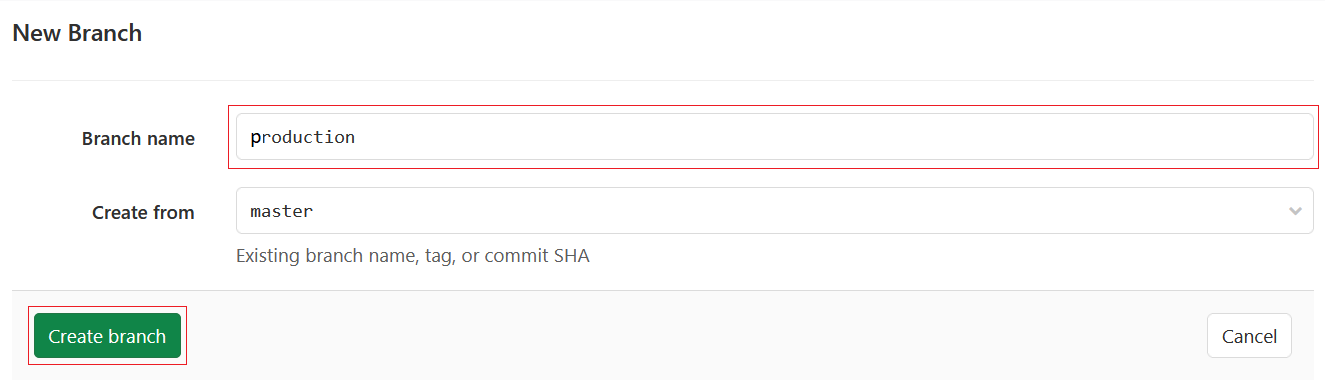 New Branch
Branch name
production
Create from
master
Existing branch name, tag, or commit SHA
Create branch
Cancel